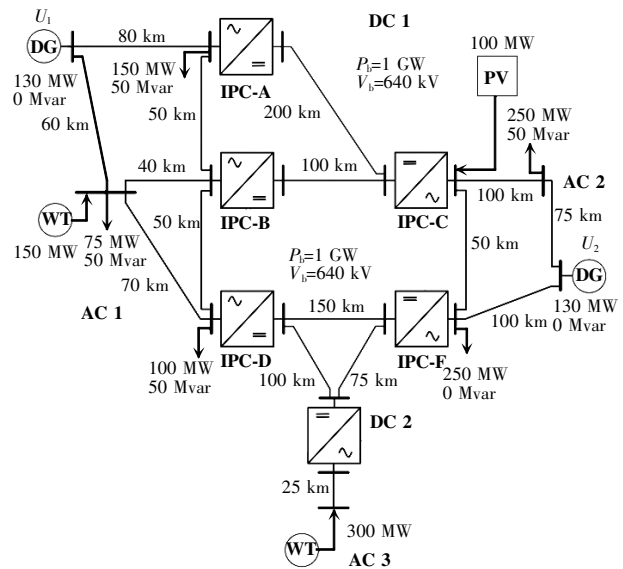 U₁
DG
130 MW
0 Mvar
80 km
60 km
150 MW
50 Mvar
IPC-A
DC 1
P_b=1 GW
V_b=640 kV
100 MW
PV
250 MW
50 Mvar
AC 2
50 km
200 km
40 km
IPC-B
100 km
IPC-C
100 km
75 km
U₂
DG
130 MW
0 Mvar
WT
150 MW
75 MW
50 Mvar
50 km
P_b=1 GW
V_b=640 kV
50 km
70 km
AC 1
150 km
100 km
100 MW
50 Mvar
IPC-D
100 km
75 km
IPC-F
250 MW
0 Mvar
DC 2
25 km
300 MW
WT
AC 3